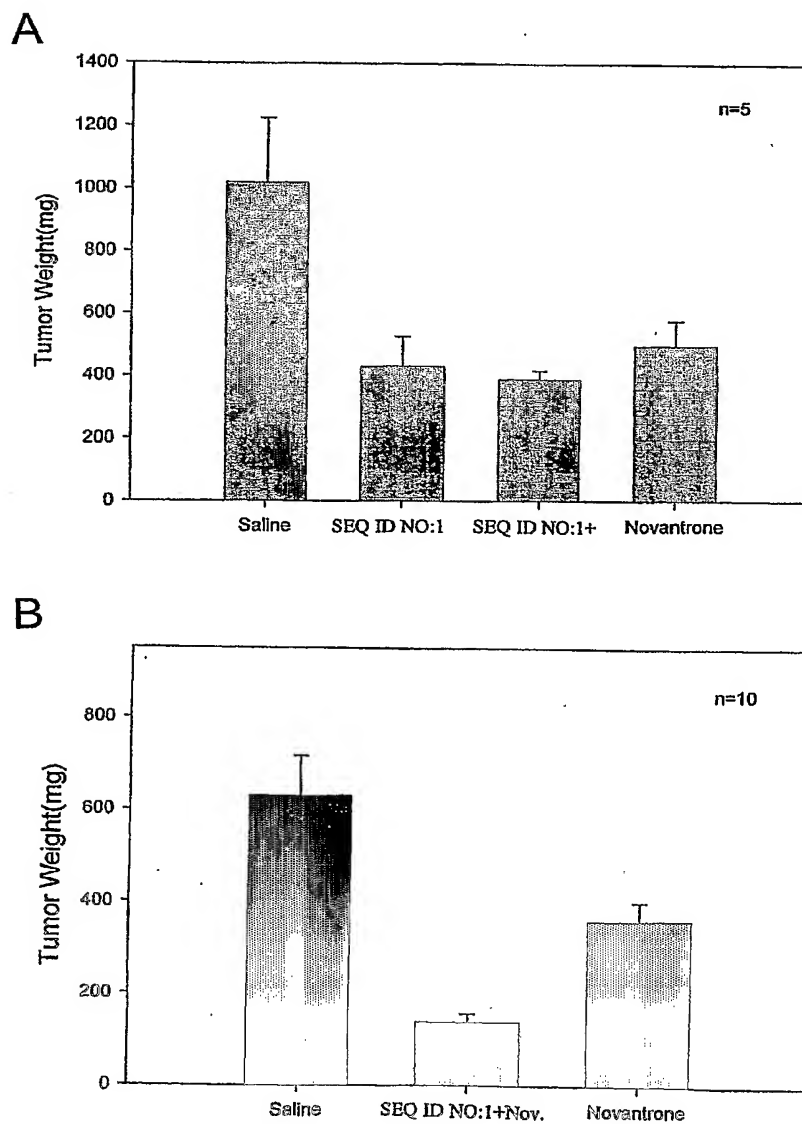 A
1400
n=5
1200
1000
800
600
400
200
0
Tumor Weight(mg)
Saline SEQ ID NO:1 SEQ ID NO:1+ Novantrone
B
n=10
800
600
400
200
0
Tumor Weight(mg)
Saline SEQ ID NO:1+Nov. Novantrone